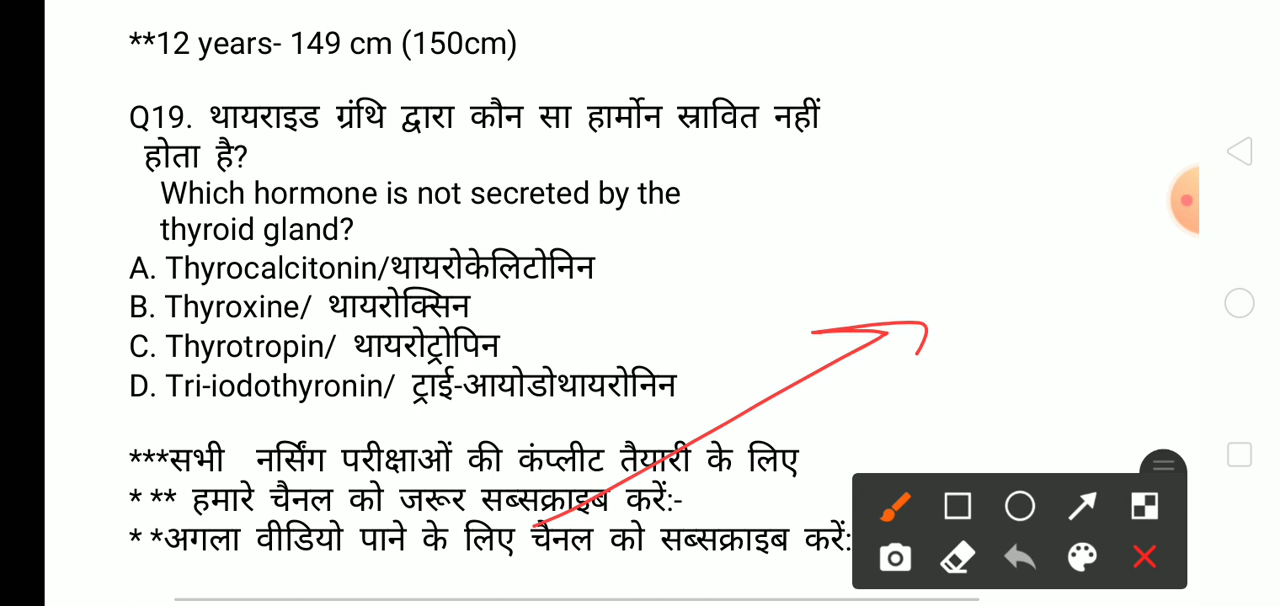 **12 years- 149 cm (150cm)
Q19. थायराइड ग्रंथि द्वारा कौन सा हार्मोन स्रावित नहीं
होता है?
Which hormone is not secreted by the
thyroid gland?
A. Thyrocalcitonin/थायरोकेलिटोनिन
B. Thyroxine/ थायरोक्सिन
C. Thyrotropin/ थायरोट्रोपिन
D. Tri-iodothyronin/ ट्राई-आयोडोथायरोनिन
***सभी नर्सिंग परीक्षाओं की कंप्लीट तैयारी के लिए
* ** हमारे चैनल को जरूर सब्सक्राइब करें:-
* *अगला वीडियो पाने के लिए चैनल को सब्सक्राइब करें: